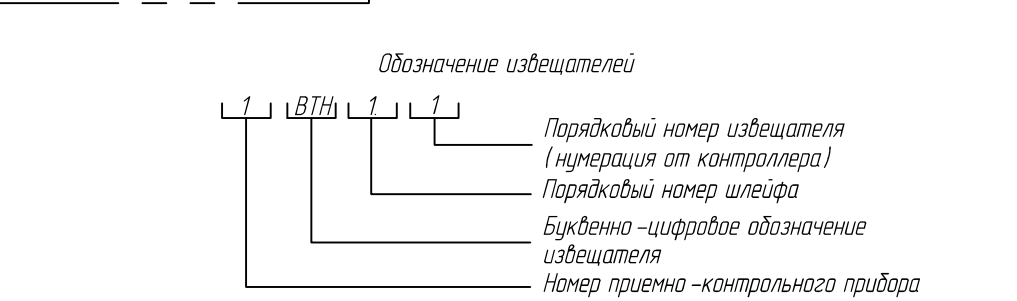 Обозначение извещателей
1 ВТН 1. 1
Порядковый номер извещателя
(нумерация от контроллера)
Порядковый номер шлейфа
Буквенно-цифровое обозначение
извещателя
Номер приемно-контрольного прибора